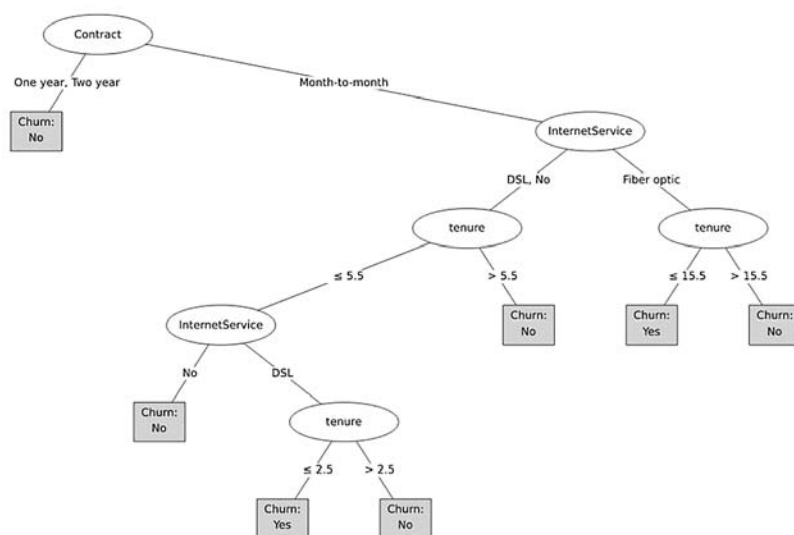 Contract
One year, Two year
Month-to-month
Churn:
No
InternetService
DSL, No
Fiber optic
tenure
tenure
≤ 5.5
> 5.5
≤ 15.5
> 15.5
InternetService
Churn:
No
Churn:
Yes
Churn:
No
No
DSL
Churn:
No
tenure
≤ 2.5
> 2.5
Churn:
Yes
Churn:
No